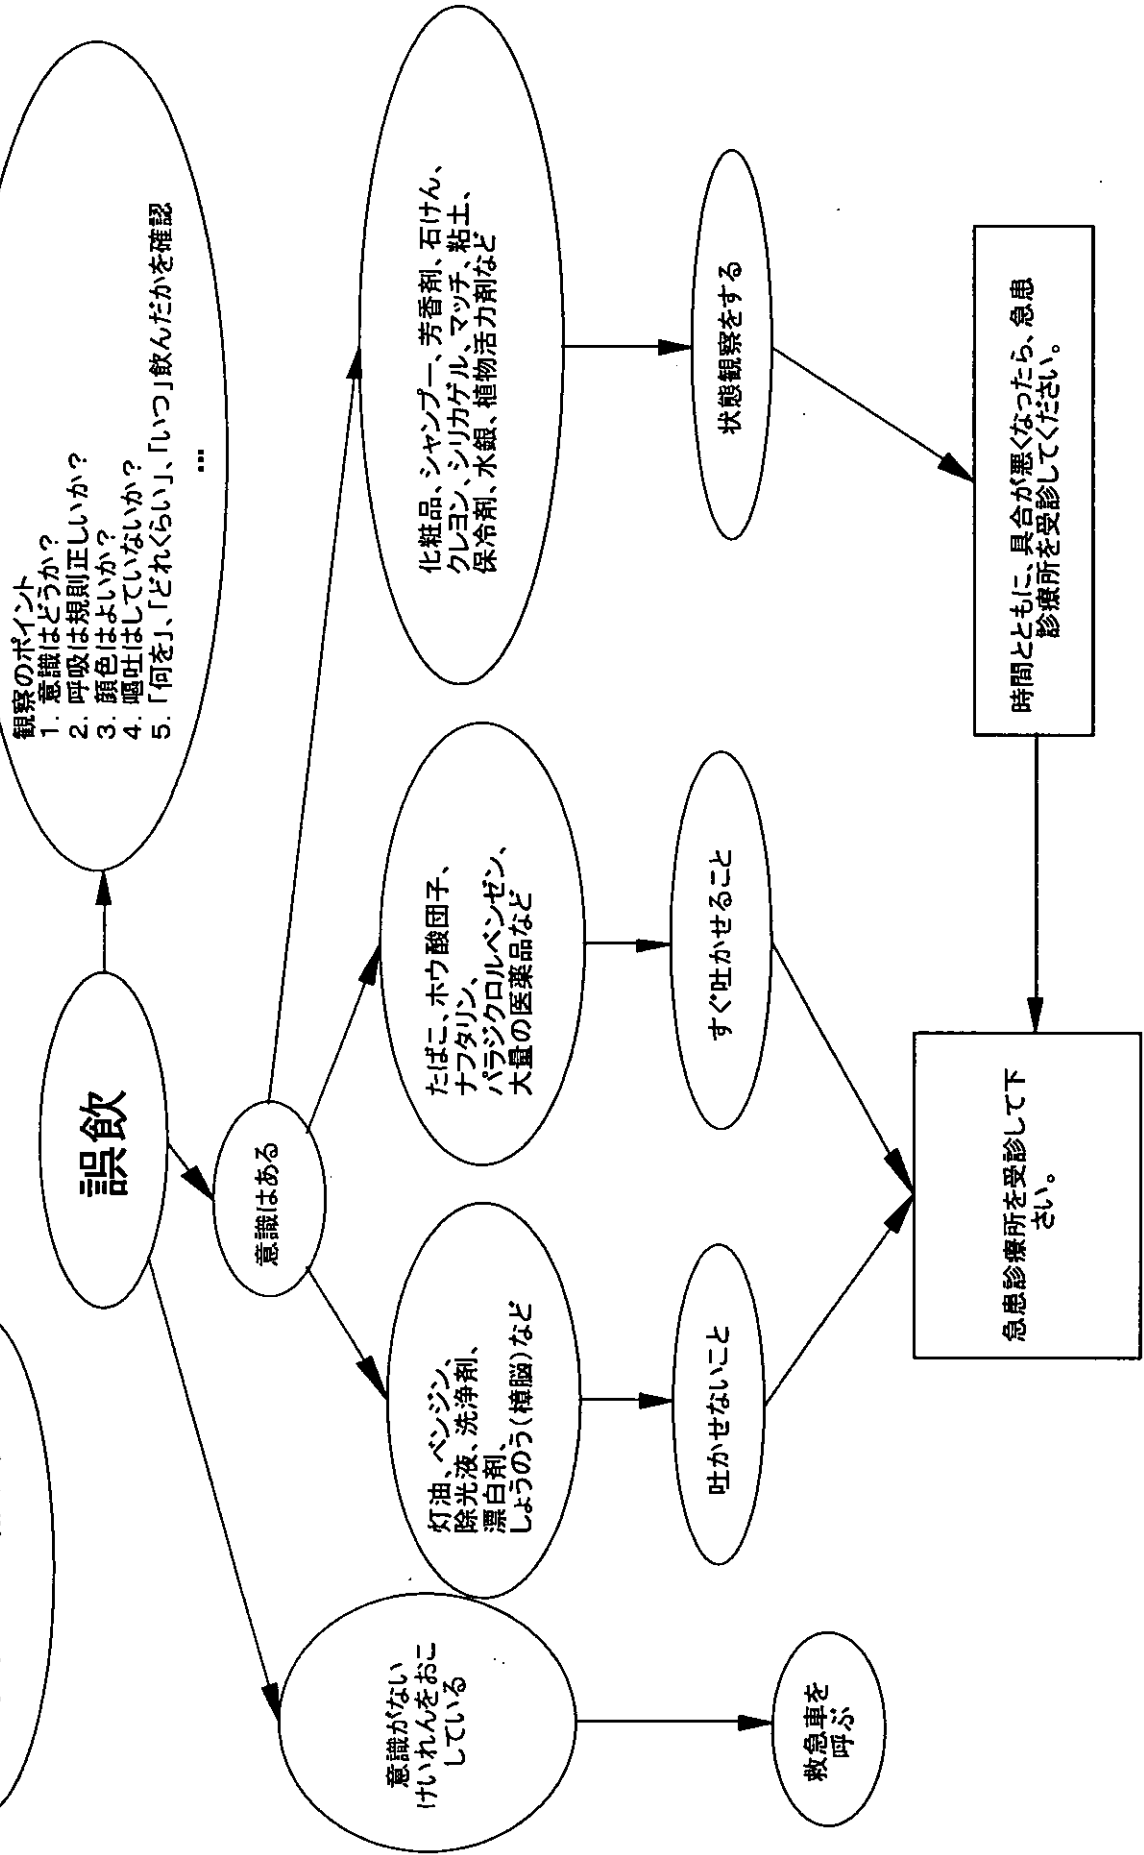 誤飲
観察のポイント
1. 意識はどうか?
2. 呼吸は規則正しいか?
3. 顔色はよいか?
4. 嘔吐はしていないか?
5. 「何を」、「どれくらい」、「いつ」飲んだかを確認
…
意識はある
意識がない
けいれんをおこ
している
灯油、ベンジン、
除光液、洗浄剤、
漂白剤、
しょうのう(樟脳)など
たばこ、ホウ酸団子、
ナフタリン、
パラジクロルベンゼン、
大量の医薬品など
化粧品、シャンプー、芳香剤、石けん、
クレヨン、シリカゲル、マッチ、粘土、
保冷剤、水銀、植物活力剤など
救急車を
呼ぶ
吐かせないこと
すぐ吐かせること
状態観察をする
急患診療所を受診して下
さい。
時間とともに、具合が悪くなったら、急患
診療所を受診してください。